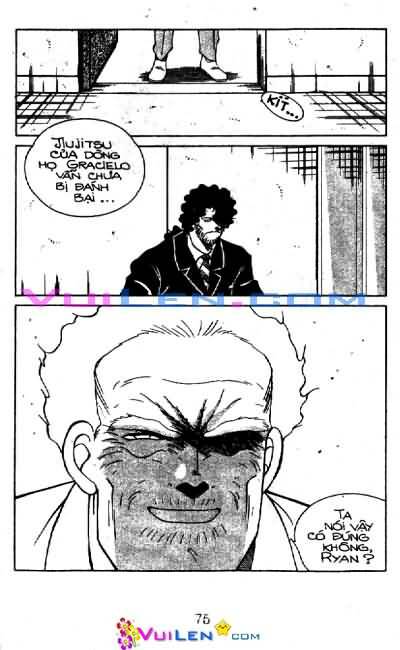 KÍT...
JIUJITSU
CỦA DÒNG
HỌ GRACIELO
VẪN CHƯA
BỊ ĐÁNH
BẠI...
VUILEN.COM
TA
NÓI VẬY
CÓ ĐÚNG
KHÔNG,
RYAN?
75
VUILEN.COM